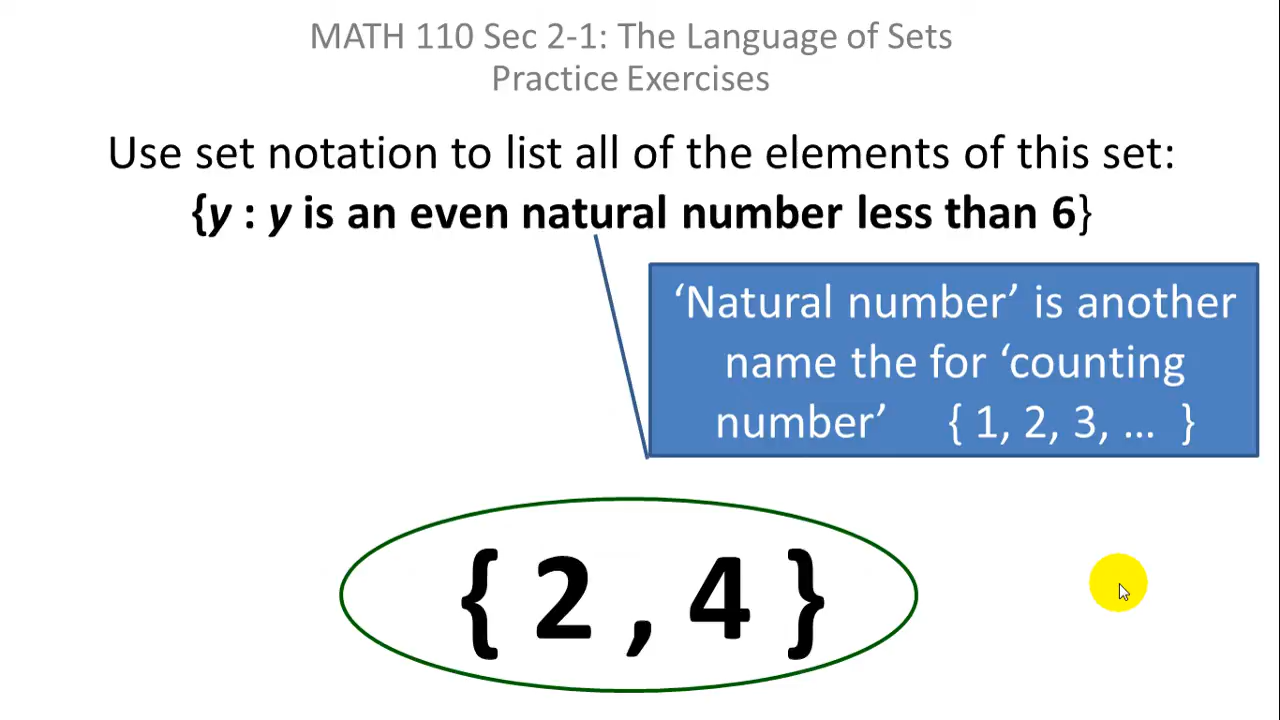 MATH 110 Sec 2-1: The Language of Sets
Practice Exercises
Use set notation to list all of the elements of this set:
{y : y is an even natural number less than 6}
‘Natural number’ is another
name the for ‘counting
number’ { 1, 2, 3, … }
{ 2 , 4 }